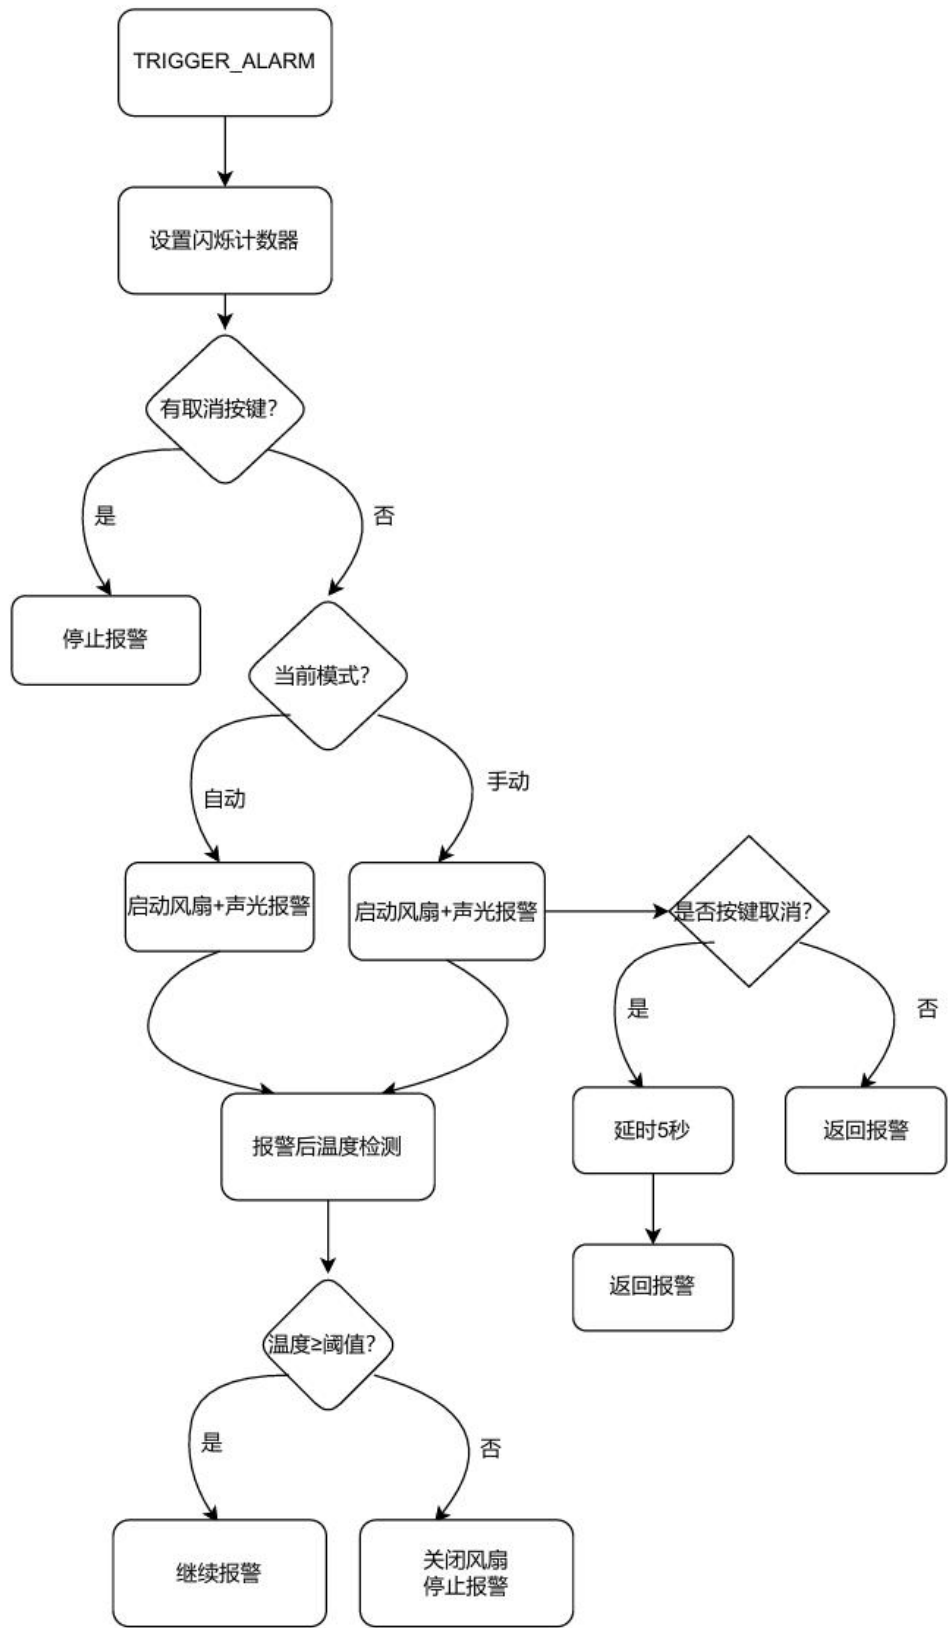 TRIGGER_ALARM
设置闪烁计数器
有取消按键?
是
否
停止报警
当前模式?
自动
手动
启动风扇+声光报警
启动风扇+声光报警
是否按键取消?
是
否
延时5秒
返回报警
报警后温度检测
返回报警
温度≥阈值?
是
否
继续报警
关闭风扇
停止报警